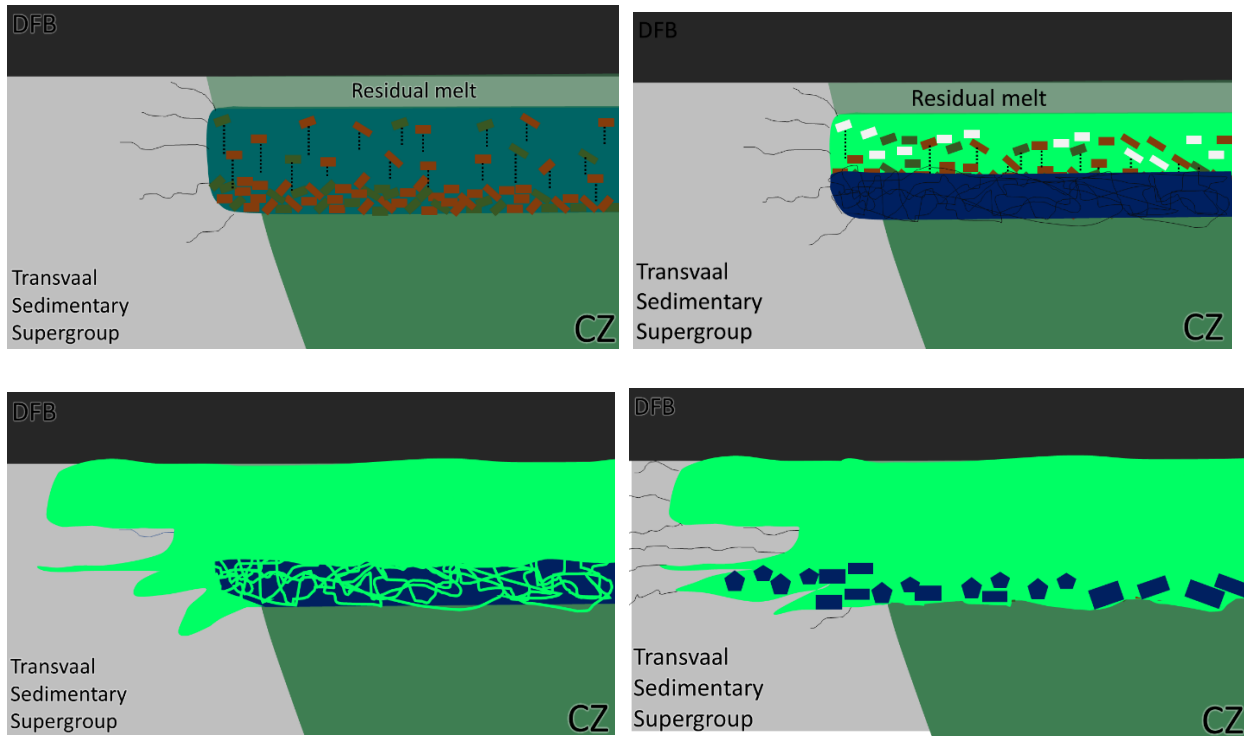 DFB
Residual melt
Transvaal
Sedimentary
Supergroup
CZ
DFB
Residual melt
Transvaal
Sedimentary
Supergroup
CZ
DFB
Transvaal
Sedimentary
Supergroup
CZ
DFB
Transvaal
Sedimentary
Supergroup
CZ